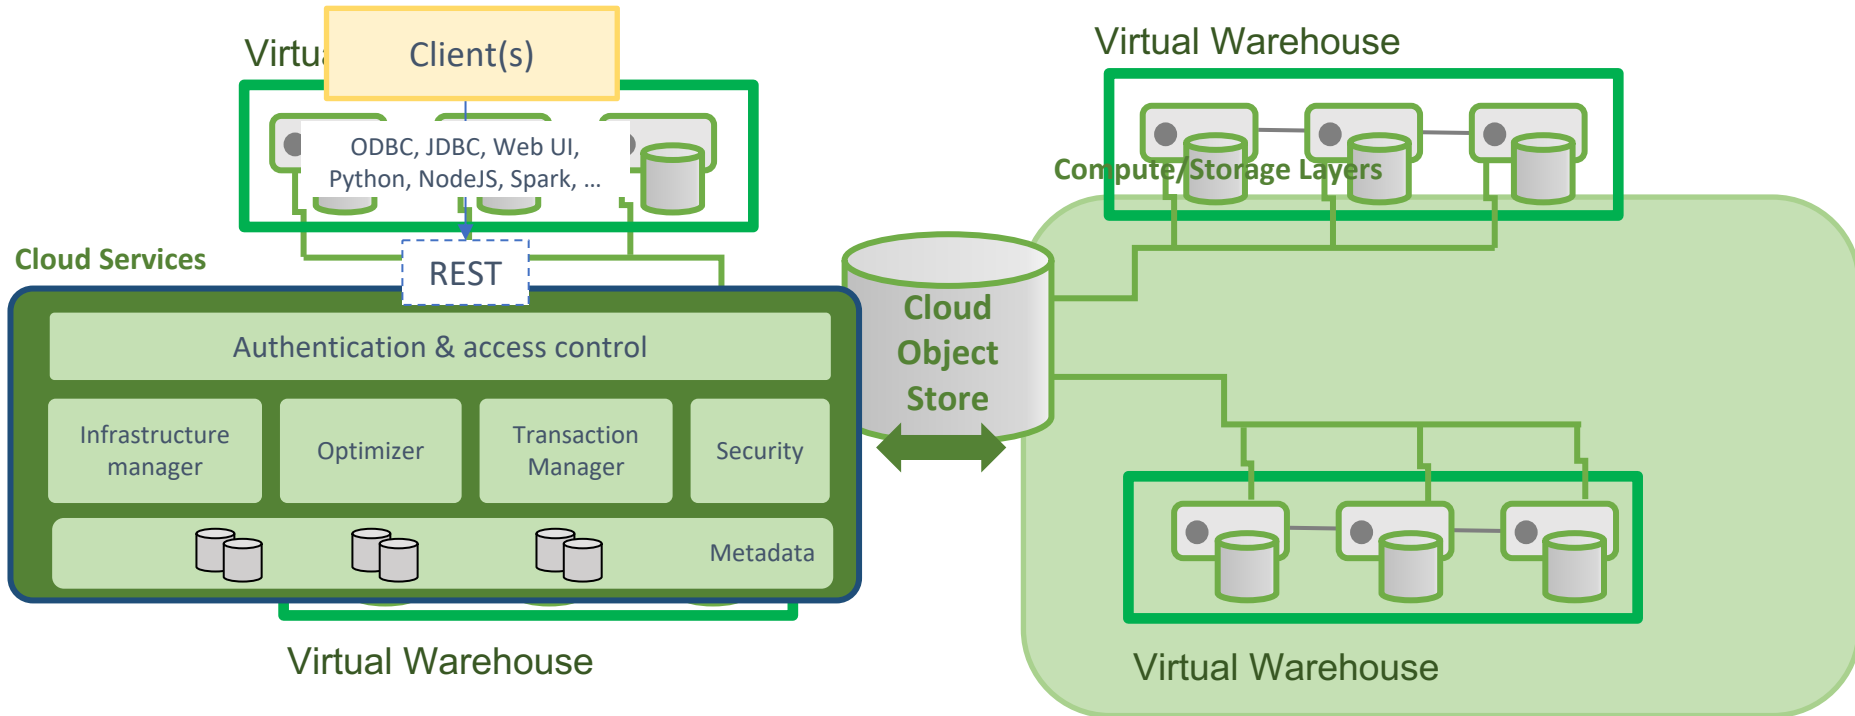 Virtua
Client(s)
Virtual Warehouse
ODBC, JDBC, Web UI,
Python, NodeJS, Spark, ...
Compute/Storage Layers
Cloud Services
REST
Cloud
Object
Store
Authentication & access control
Infrastructure
manager
Optimizer
Transaction
Manager
Security
Metadata
Virtual Warehouse
Virtual Warehouse